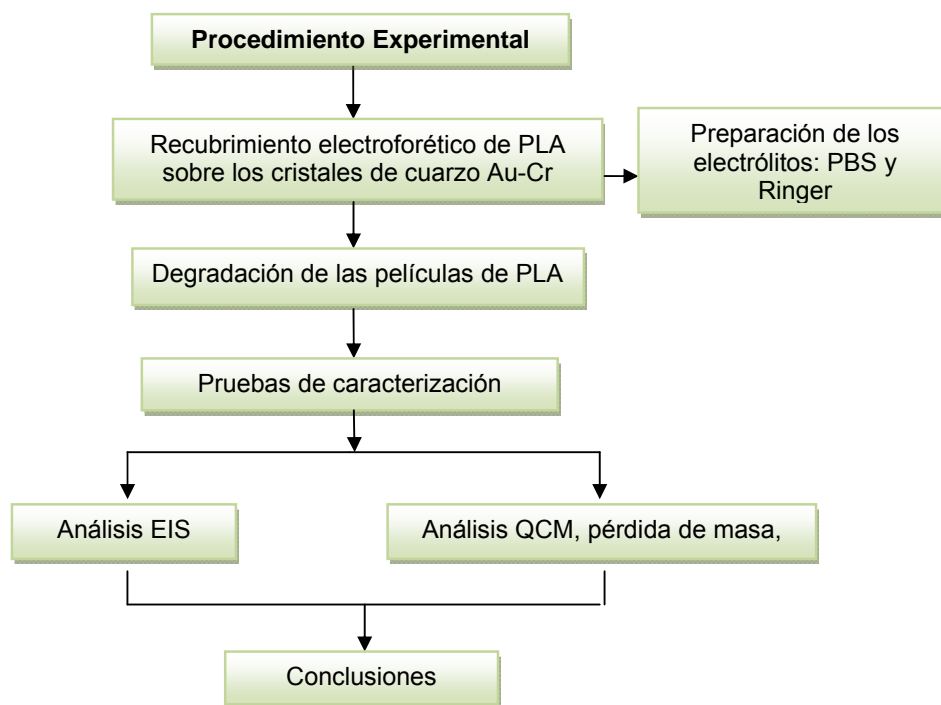 Procedimiento Experimental
Recubrimiento electroforético de PLA
sobre los cristales de cuarzo Au-Cr
Preparación de los
electrólitos: PBS y
Ringer
Degradación de las películas de PLA
Pruebas de caracterización
Análisis EIS
Análisis QCM, pérdida de masa,
Conclusiones